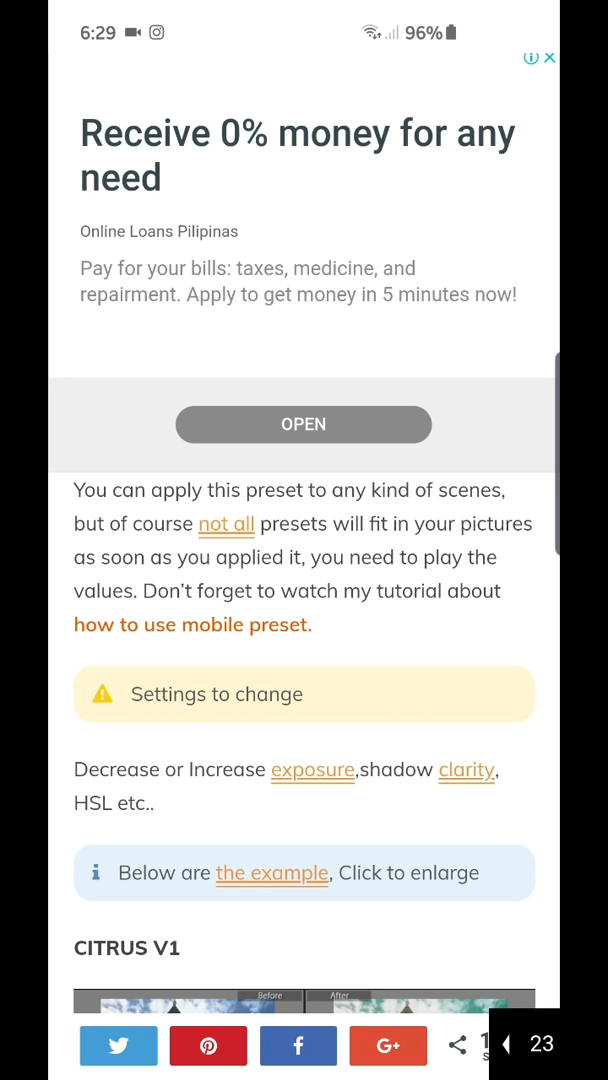 6:29 96%
Receive 0% money for any
need
Online Loans Pilipinas
Pay for your bills: taxes, medicine, and
repairment. Apply to get money in 5 minutes now!
OPEN
You can apply this preset to any kind of scenes,
but of course not all presets will fit in your pictures
as soon as you applied it, you need to play the
values. Don’t forget to watch my tutorial about
how to use mobile preset.
Settings to change
Decrease or Increase exposure,shadow clarity,
HSL etc..
Below are the example, Click to enlarge
CITRUS V1
Before After
G+ 23